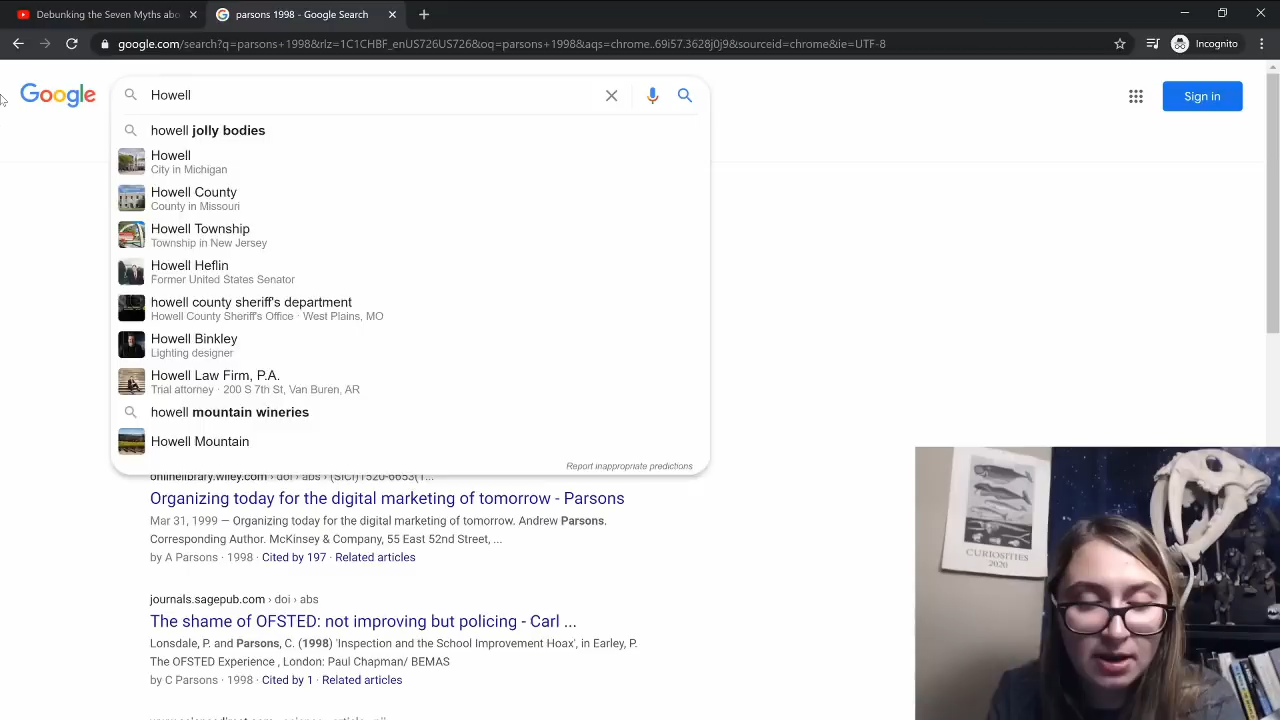 Debunking the Seven Myths abo
parsons 1998 - Google Search
google.com/search?q=parsons+1998&rlz=1C1CHBF_enUS726US726&oq=parsons+1998&aqs=chrome..69i57.3628j0j9&sourceid=chrome&ie=UTF-8
Incognito
Google
Howell
Sign in
howell jolly bodies
Howell
City in Michigan
Howell County
County in Missouri
Howell Township
Township in New Jersey
Howell Heflin
Former United States Senator
howell county sheriff's department
Howell County Sheriff's Office · West Plains, MO
Howell Binkley
Lighting designer
Howell Law Firm, P.A.
Trial attorney · 200 S 7th St, Van Buren, AR
howell mountain wineries
Howell Mountain
Report inappropriate predictions
onlinelibrary.wiley.com › doi › abs › (SICI)1520-6653(1...
Organizing today for the digital marketing of tomorrow - Parsons
Mar 31, 1999 — Organizing today for the digital marketing of tomorrow. Andrew Parsons.
Corresponding Author. McKinsey & Company, 55 East 52nd Street, ...
by A Parsons · 1998 · Cited by 197 · Related articles
journals.sagepub.com › doi › abs
The shame of OFSTED: not improving but policing - Carl ...
Lonsdale, P. and Parsons, C. (1998) 'Inspection and the School Improvement Hoax', in Earley, P.
The OFSTED Experience , London: Paul Chapman/ BEMAS
by C Parsons · 1998 · Cited by 1 · Related articles
CURIOSITIES
2020